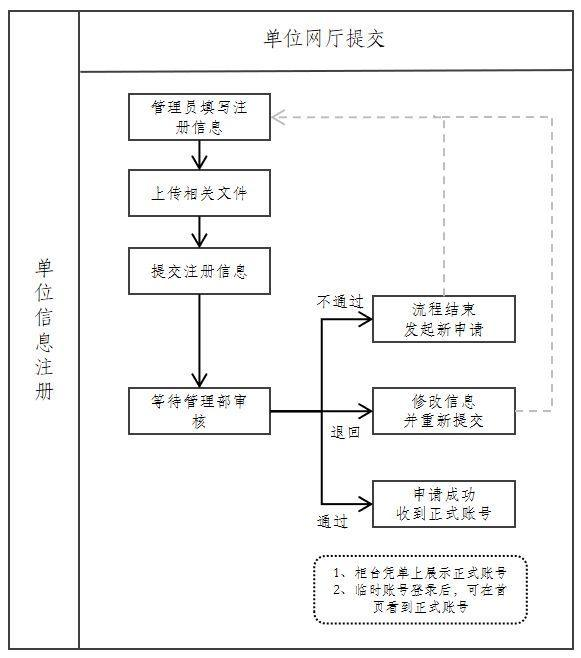 单位网厅提交
单位信息注册
管理员填写注
册信息
上传相关文件
提交注册信息
等待管理部审
核
不通过
流程结束
发起新申请
退回
修改信息
并重新提交
通过
申请成功
收到正式账号
1、柜台凭单上展示正式账号
2、临时账号登录后，可在首
页看到正式账号